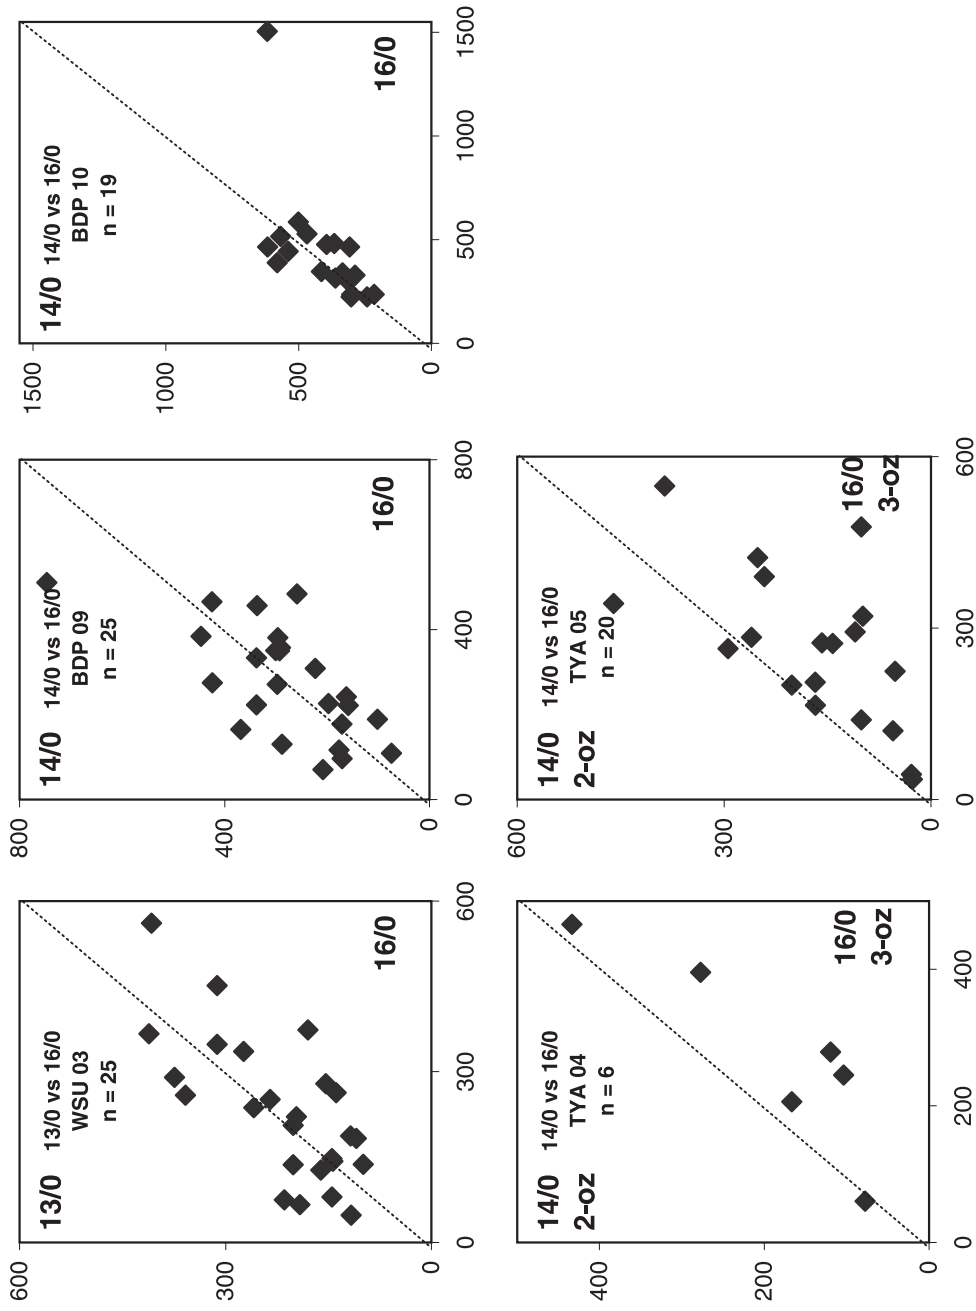 13/0
13/0 vs 16/0
WSU 03
n = 25
600
300
0
16/0
0
300
600
14/0
14/0 vs 16/0
BDP 09
n = 25
800
400
0
16/0
0
400
800
14/0
14/0 vs 16/0
BDP 10
n = 19
1500
1000
500
0
16/0
0
500
1000
1500
14/0
2-oz
14/0 vs 16/0
TYA 04
n = 6
400
200
0
16/0
3-oz
0
200
400
14/0
2-oz
14/0 vs 16/0
TYA 05
n = 20
600
300
0
16/0
3-oz
0
300
600